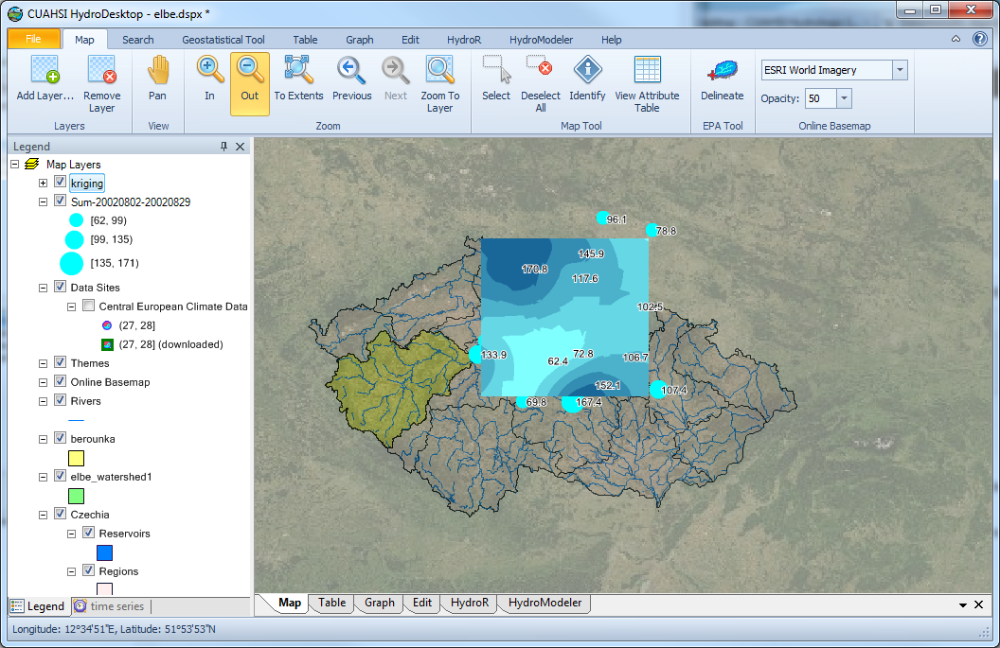 CUAHSI HydroDesktop - elbe.dspx *
File Map Search Geostatistical Tool Table Graph Edit HydroR HydroModeler Help
Add Layer... Remove Layer Pan In Out To Extents Previous Next Zoom To Layer Select Deselect All Identify View Attribute Table Delineate
ESRI World Imagery
Opacity: 50
Layers View Zoom Map Tool EPA Tool Online Basemap
Legend
Map Layers
kriging
Sum-20020802-20020829
[62, 99)
[99, 135)
[135, 171)
Data Sites
Central European Climate Data
(27, 28]
(27, 28] (downloaded)
Themes
Online Basemap
Rivers
berounka
elbe_watershed1
Czechia
Reservoirs
Regions
96.1
78.8
145.9
170.8
117.6
102.5
133.9
72.8
62.4
106.7
152.1
107.4
69.8
167.4
Legend time series
Map Table Graph Edit HydroR HydroModeler
Longitude: 12°34'51"E, Latitude: 51°53'53"N